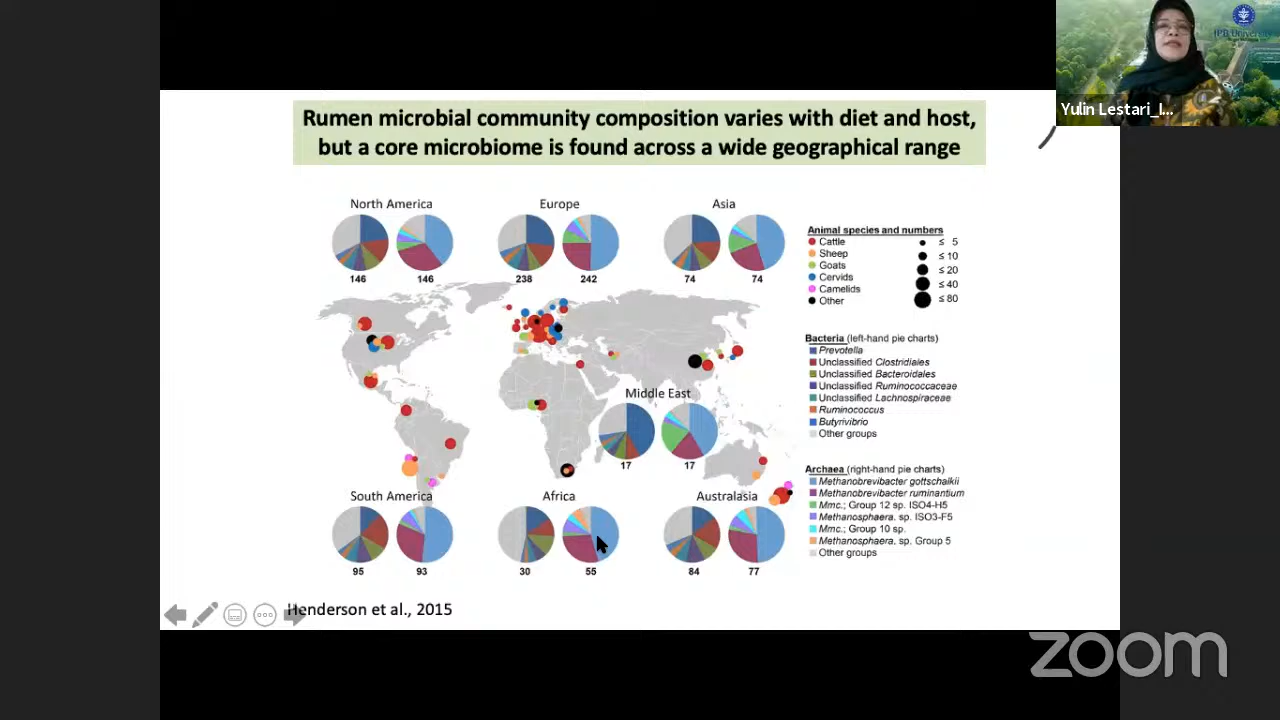 Rumen microbial community composition varies with diet and host,
but a core microbiome is found across a wide geographical range
IPB University
Yulin Lestari_I...
North America
Europe
Asia
146
146
238
242
74
74
Animal species and numbers
Cattle
Sheep
Goats
Cervids
Camelids
Other
≤ 5
≤ 10
≤ 20
≤ 40
≤ 80
Bacteria (left-hand pie charts)
Prevotella
Unclassified Clostridiales
Unclassified Bacteroidales
Unclassified Ruminococcaceae
Unclassified Lachnospiraceae
Ruminococcus
Butyrivibrio
Other groups
Middle East
17
17
Archaea (right-hand pie charts)
Methanobrevibacter gottschalkii
Methanobrevibacter ruminantium
Mmc.; Group 12 sp. ISO4-H5
Methanosphaera. sp. ISO3-F5
Mmc.; Group 10 sp.
Methanosphaera. sp. Group 5
Other groups
South America
Africa
Australasia
95
93
30
55
84
77
Henderson et al., 2015
zoom